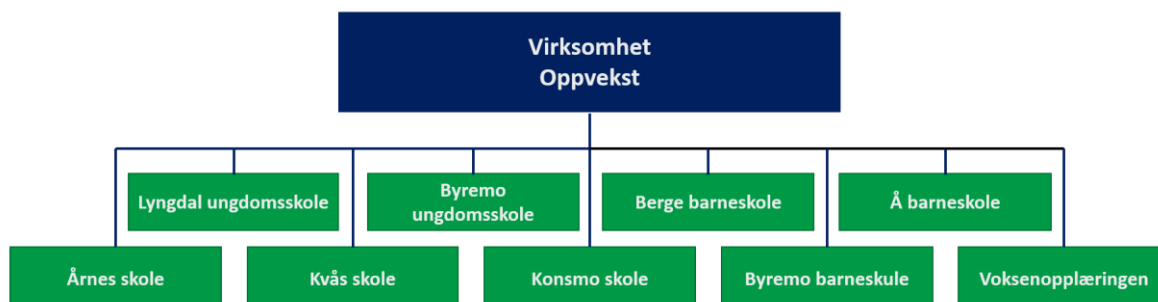 Virksomhet
Oppvekst
Lyngdal ungdomsskole
Byremo
ungdomsskole
Berge barneskole
Å barneskole
Årnes skole
Kvås skole
Konsmo skole
Byremo barneskule
Voksenopplæringen